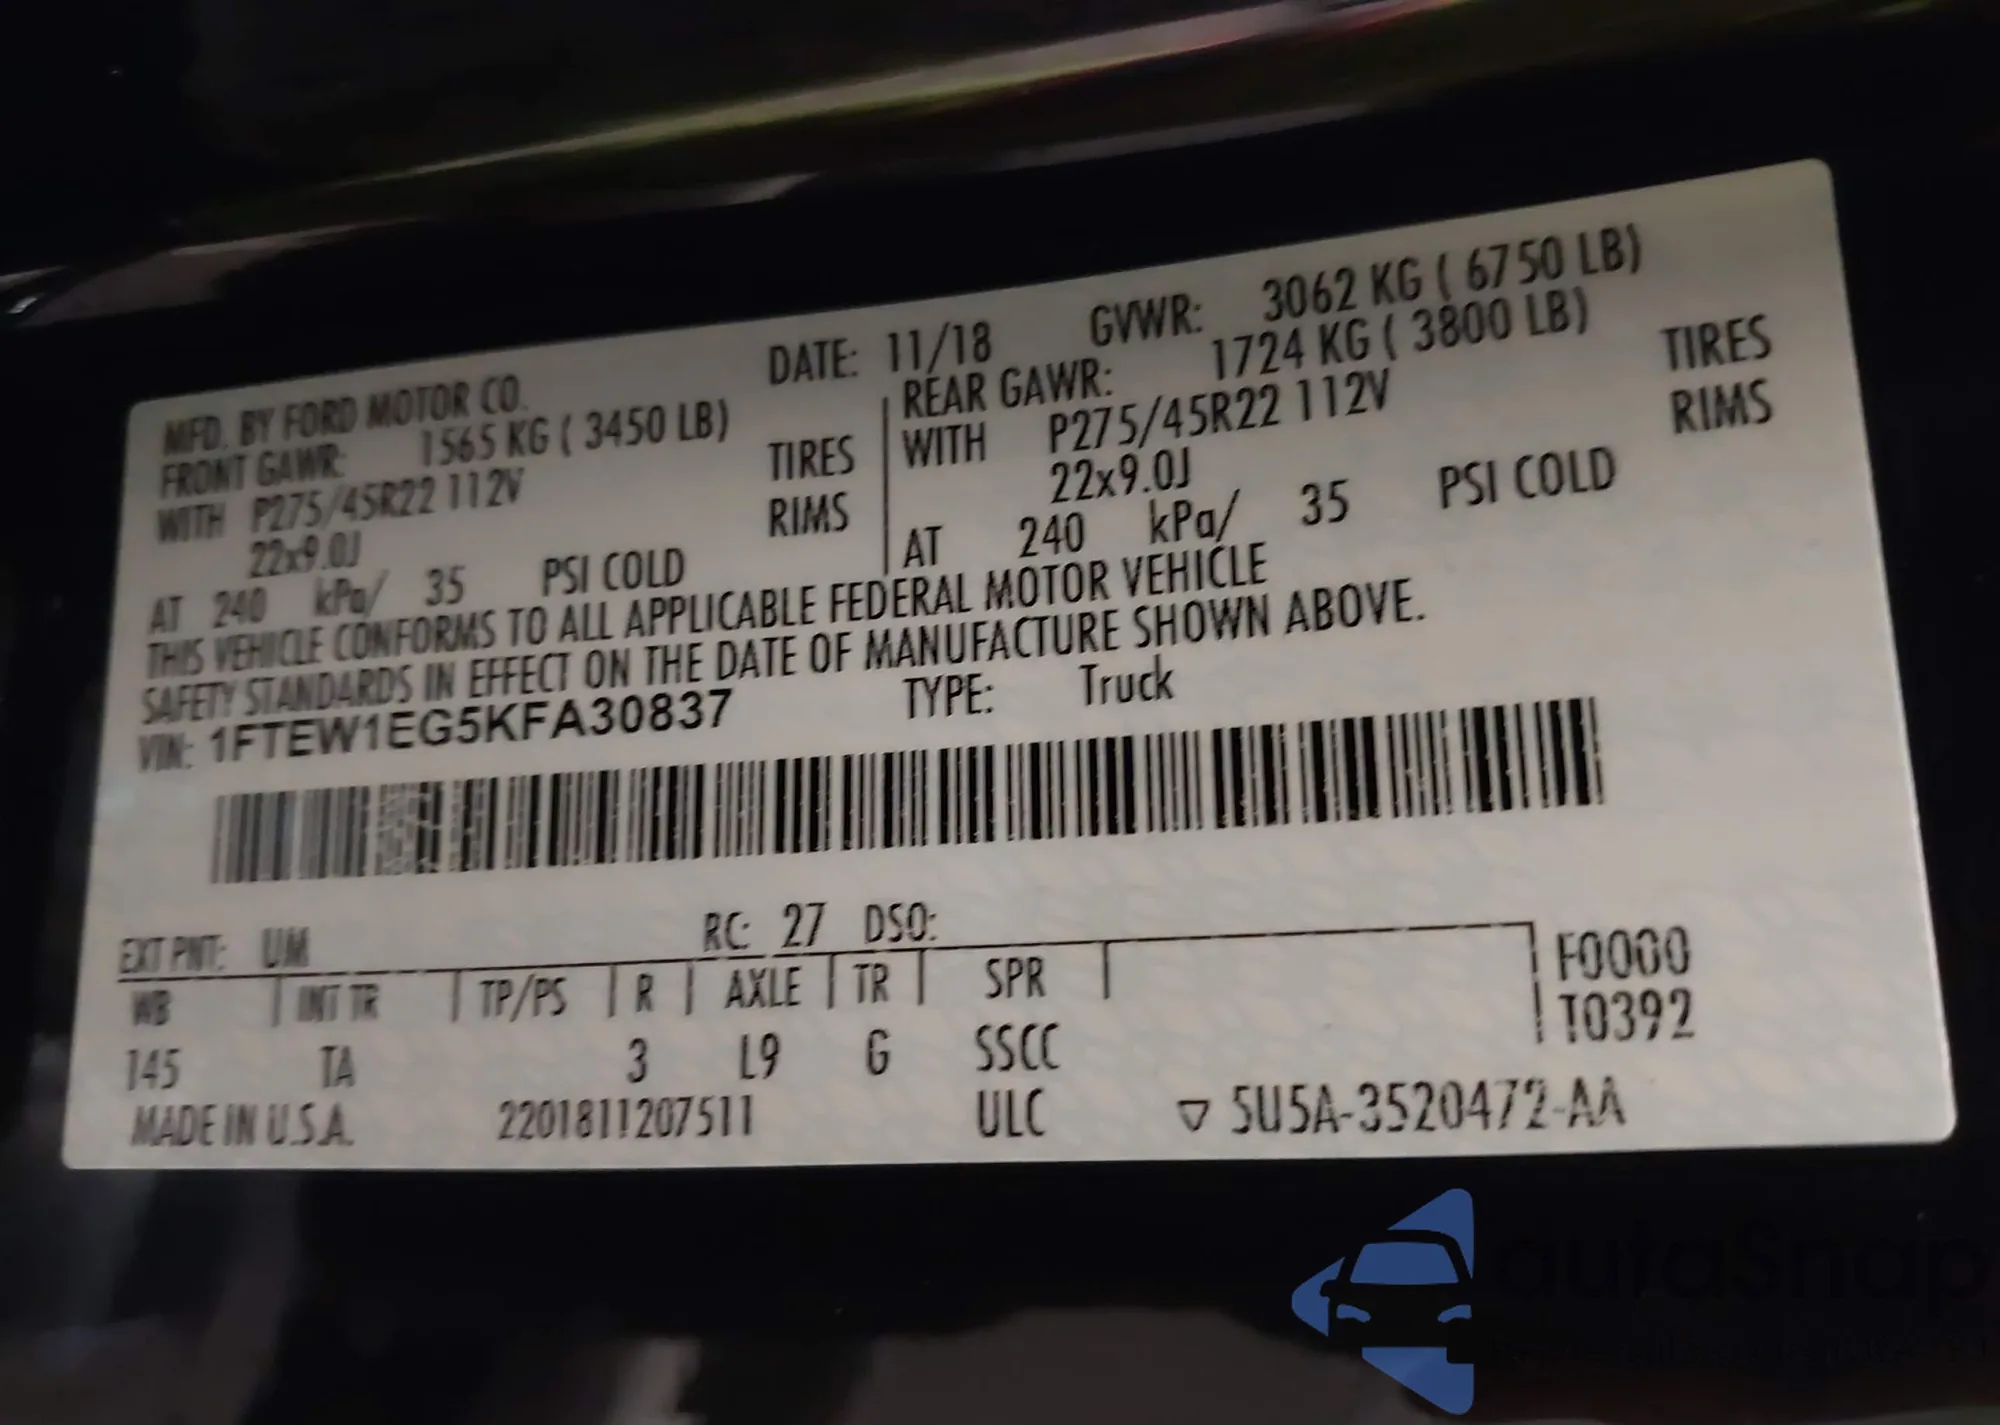 MFD. BY FORD MOTOR CO. DATE: 11/18 GVWR: 3062 KG ( 6750 LB)
FRONT GAWR: 1565 KG ( 3450 LB) REAR GAWR: 1724 KG ( 3800 LB)
WITH P275/45R22 112V TIRES WITH P275/45R22 112V TIRES
22x9.0J RIMS 22x9.0J RIMS
AT 240 kPa/ 35 PSI COLD AT 240 kPa/ 35 PSI COLD
THIS VEHICLE CONFORMS TO ALL APPLICABLE FEDERAL MOTOR VEHICLE
SAFETY STANDARDS IN EFFECT ON THE DATE OF MANUFACTURE SHOWN ABOVE.
VIN: 1FTEW1EG5KFA30837 TYPE: Truck
EXT PNT: UM RC: 27 DSO: F0000
WB INT TR TP/PS R AXLE TR SPR T0392
145 TA 3 L9 G SSCC
MADE IN U.S.A. 2201811207511 ULC ▽ 5U5A-3520472-AA
autosnap